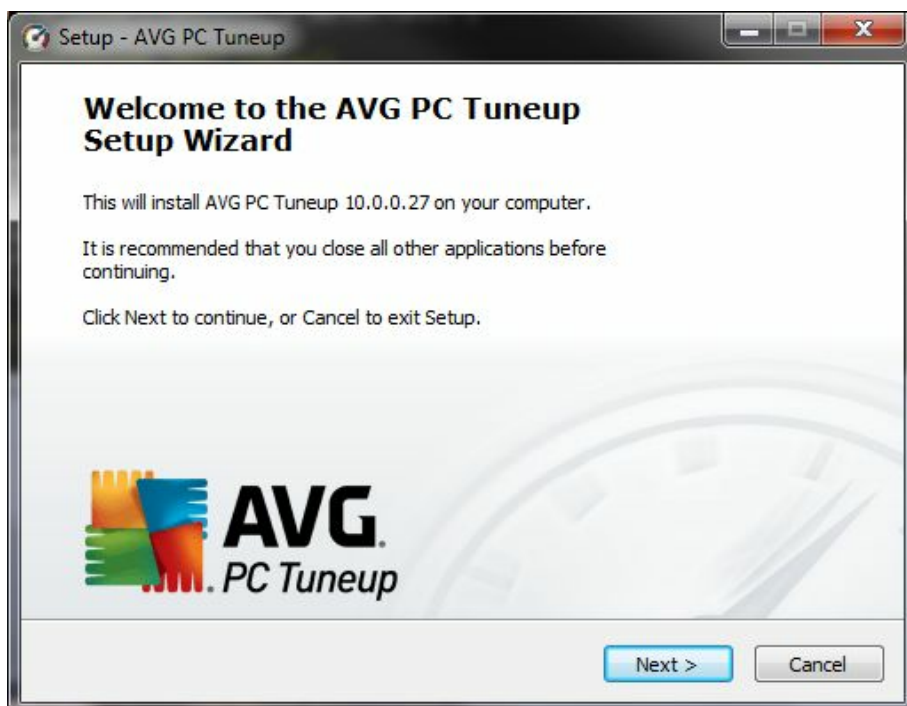 Setup - AVG PC Tuneup
Welcome to the AVG PC Tuneup
Setup Wizard
This will install AVG PC Tuneup 10.0.0.27 on your computer.
It is recommended that you close all other applications before
continuing.
Click Next to continue, or Cancel to exit Setup.
AVG.
PC Tuneup
Next >
Cancel